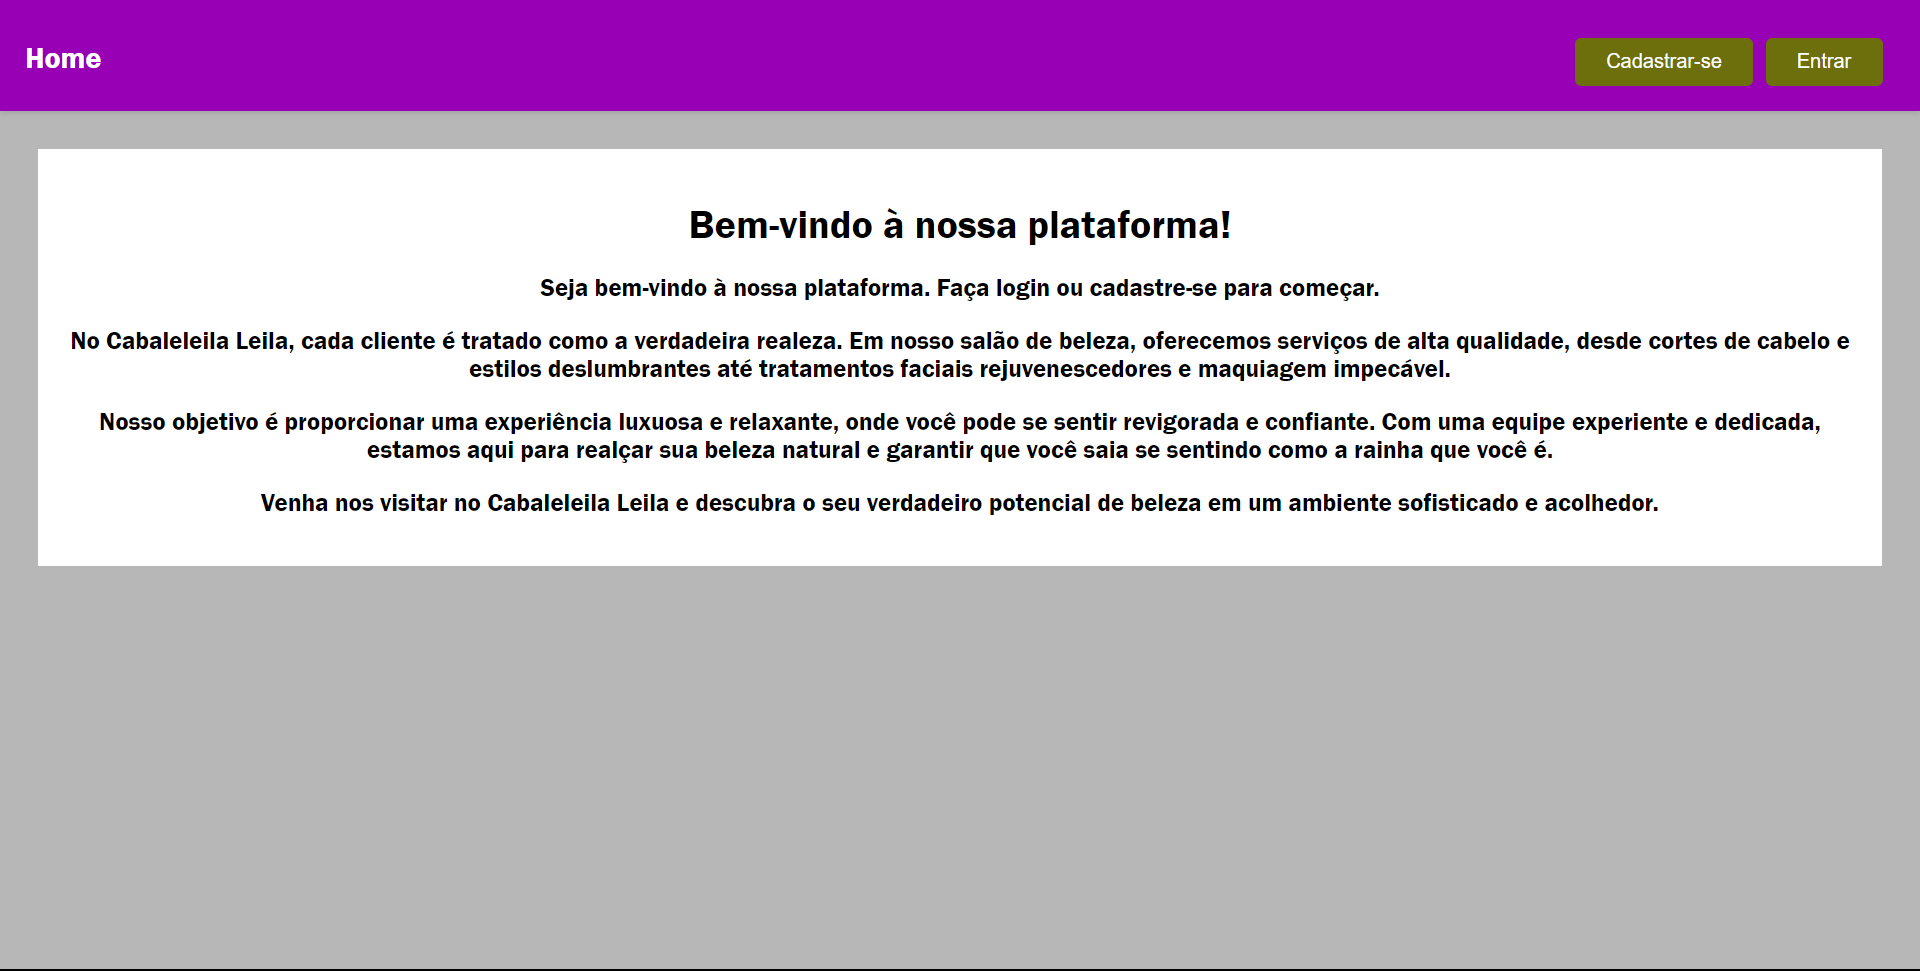 Home
Cadastrar-se
Entrar
Bem-vindo à nossa plataforma!
Seja bem-vindo à nossa plataforma. Faça login ou cadastre-se para começar.
No Cabaleleila Leila, cada cliente é tratado como a verdadeira realeza. Em nosso salão de beleza, oferecemos serviços de alta qualidade, desde cortes de cabelo e
estilos deslumbrantes até tratamentos faciais rejuvenescedores e maquiagem impecável.
Nosso objetivo é proporcionar uma experiência luxuosa e relaxante, onde você pode se sentir revigorada e confiante. Com uma equipe experiente e dedicada,
estamos aqui para realçar sua beleza natural e garantir que você saia se sentindo como a rainha que você é.
Venha nos visitar no Cabaleleila Leila e descubra o seu verdadeiro potencial de beleza em um ambiente sofisticado e acolhedor.